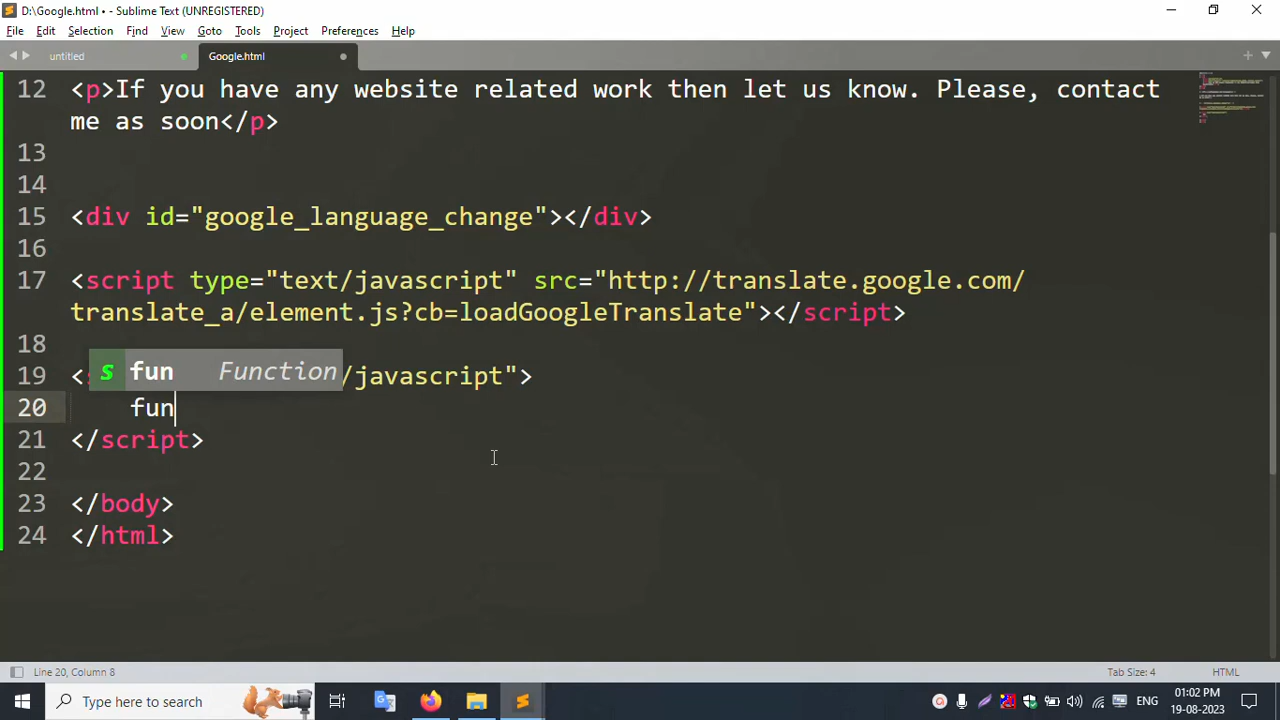 D:\Google.html • - Sublime Text (UNREGISTERED)
File Edit Selection Find View Goto Tools Project Preferences Help
untitled Google.html
12 <p>If you have any website related work then let us know. Please, contact
me as soon</p>
13
14
15 <div id="google_language_change"></div>
16
17 <script type="text/javascript" src="http://translate.google.com/
translate_a/element.js?cb=loadGoogleTranslate"></script>
18
s fun Function
19 <s /javascript">
20 fun
21 </script>
22
23 </body>
24 </html>
Line 20, Column 8 Tab Size: 4 HTML
Type here to search ENG 01:02 PM
19-08-2023